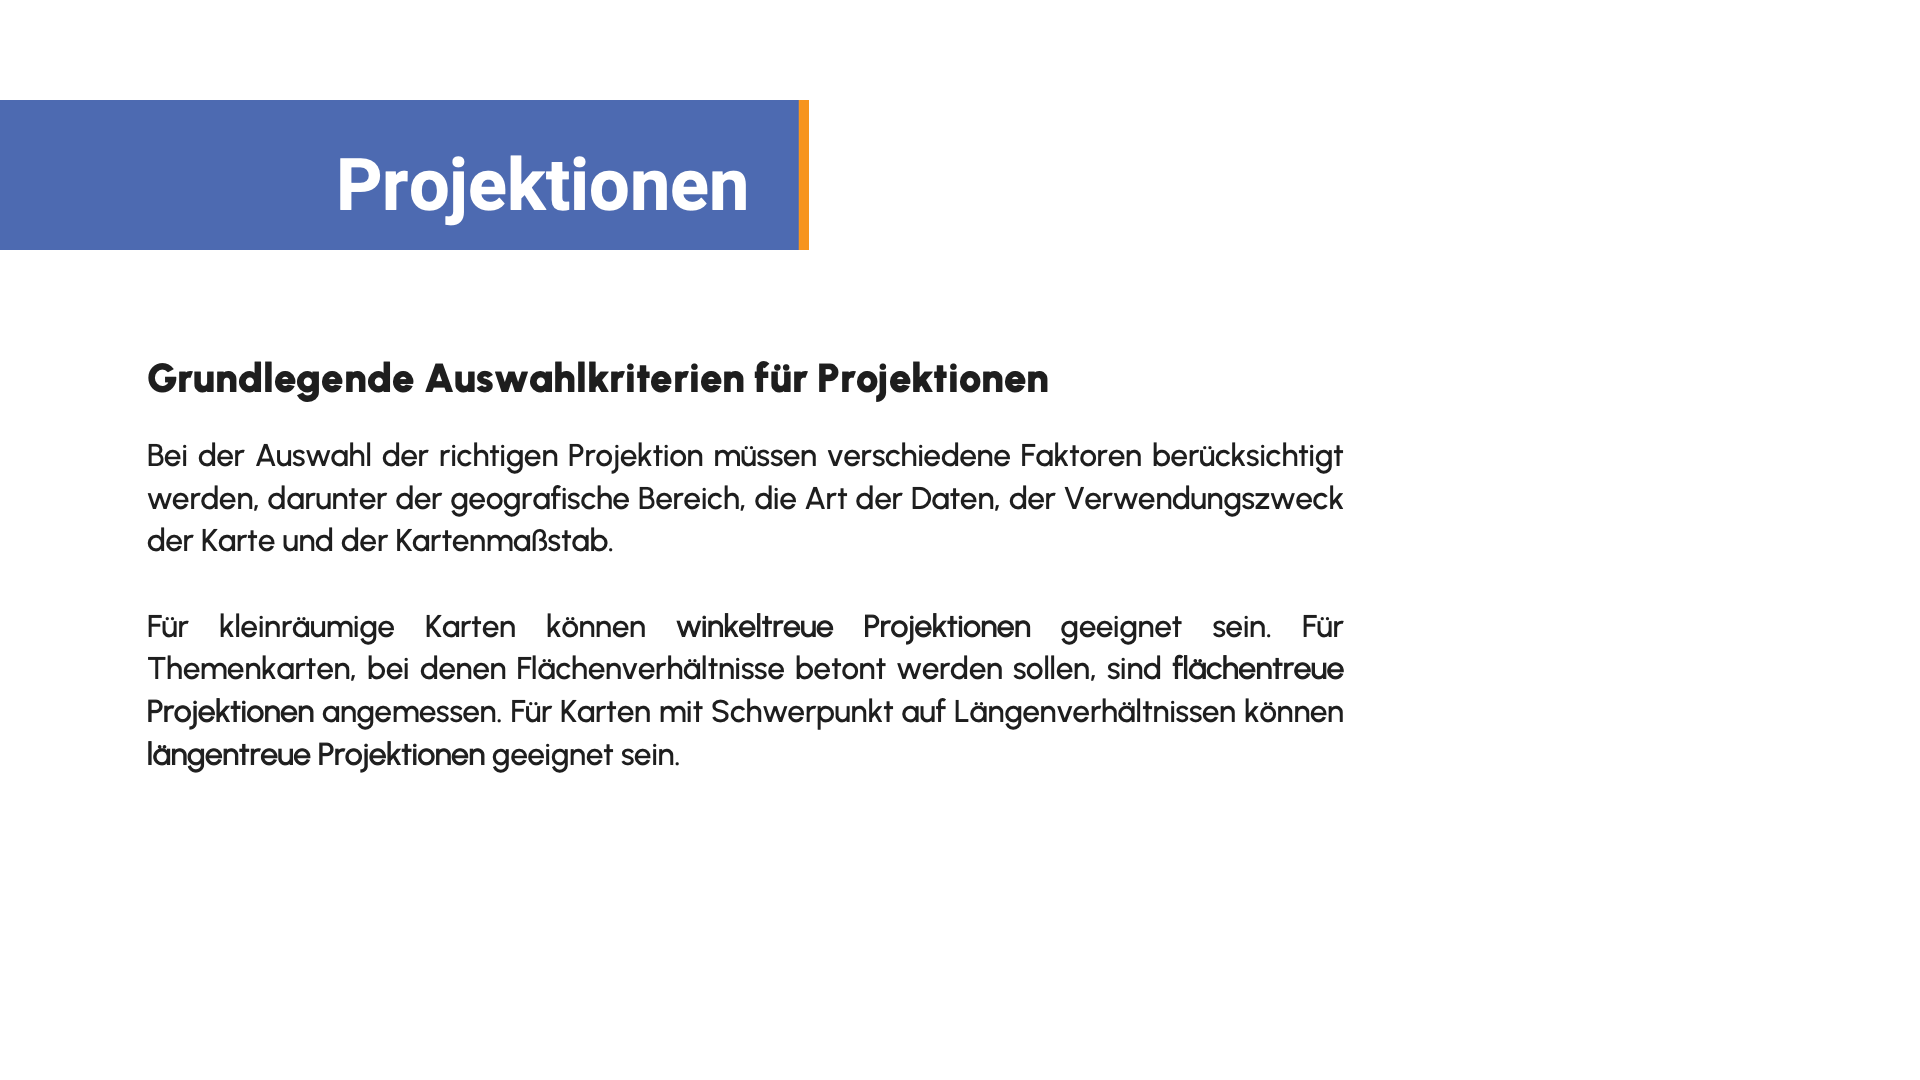 Projektionen
Grundlegende Auswahlkriterien für Projektionen
Bei der Auswahl der richtigen Projektion müssen verschiedene Faktoren berücksichtigt
werden, darunter der geografische Bereich, die Art der Daten, der Verwendungszweck
der Karte und der Kartenmaßstab.
Für kleinräumige Karten können winkeltreue Projektionen geeignet sein. Für
Themenkarten, bei denen Flächenverhältnisse betont werden sollen, sind flächentreue
Projektionen angemessen. Für Karten mit Schwerpunkt auf Längenverhältnissen können
längentreue Projektionen geeignet sein.